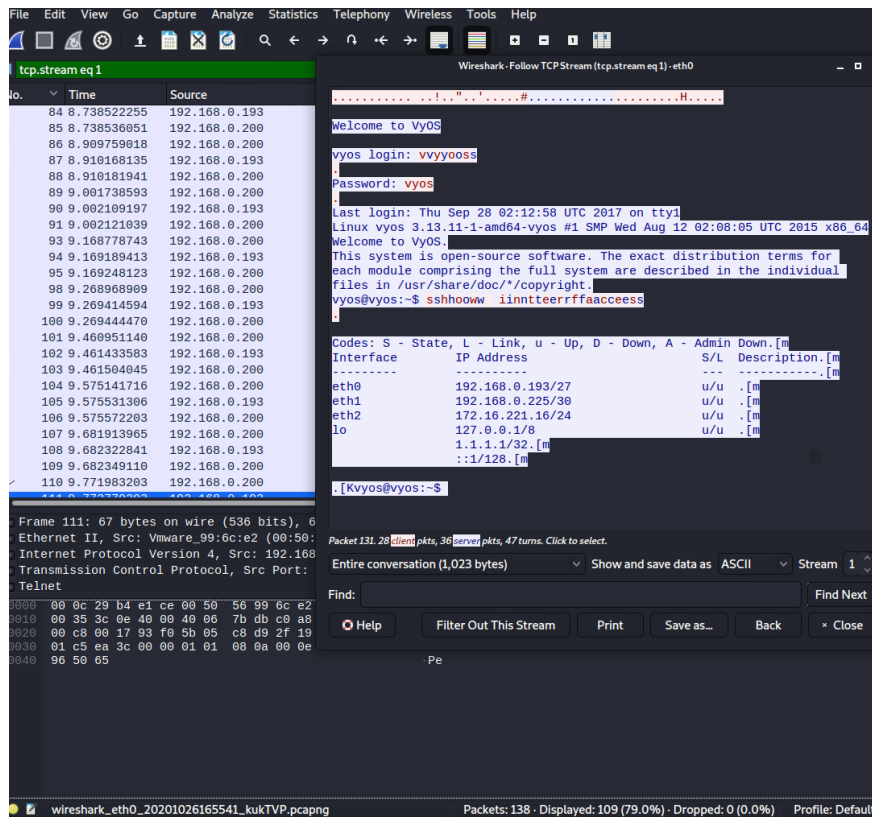 File Edit View Go Capture Analyze Statistics Telephony Wireless Tools Help
tcp.stream eq 1
No. Time Source
84 8.738522255 192.168.0.193
85 8.738536051 192.168.0.200
86 8.909759018 192.168.0.200
87 8.910168135 192.168.0.193
88 8.910181941 192.168.0.200
89 9.001738593 192.168.0.200
90 9.002109197 192.168.0.193
91 9.002121039 192.168.0.200
93 9.168778743 192.168.0.200
94 9.169189413 192.168.0.193
95 9.169248123 192.168.0.200
98 9.268968909 192.168.0.200
99 9.269414594 192.168.0.193
100 9.269444470 192.168.0.200
101 9.460951140 192.168.0.200
102 9.461433583 192.168.0.193
103 9.461504045 192.168.0.200
104 9.575141716 192.168.0.200
105 9.575531306 192.168.0.193
106 9.575572203 192.168.0.200
107 9.681913965 192.168.0.200
108 9.682322841 192.168.0.193
109 9.682349110 192.168.0.200
110 9.771983203 192.168.0.200
Frame 111: 67 bytes on wire (536 bits), 6
Ethernet II, Src: Vmware_99:6c:e2 (00:50:
Internet Protocol Version 4, Src: 192.168
Transmission Control Protocol, Src Port:
Telnet
0000 00 0c 29 b4 e1 ce 00 50 56 99 6c e2
0010 00 35 3c 0e 40 00 40 06 7b db c0 a8
0020 00 c8 00 17 93 f0 5b 05 c8 d9 2f 19
0030 01 c5 ea 3c 00 00 01 01 08 0a 00 0e
0040 96 50 65 ·Pe
Wireshark · Follow TCP Stream (tcp.stream eq 1) · eth0
........... ..!.."..'.....#.....................H.....
Welcome to VyOS
vyos login: vvyyooss
.
Password: vyos
.
Last login: Thu Sep 28 02:12:58 UTC 2017 on tty1
Linux vyos 3.13.11-1-amd64-vyos #1 SMP Wed Aug 12 02:08:05 UTC 2015 x86_64
Welcome to VyOS.
This system is open-source software. The exact distribution terms for
each module comprising the full system are described in the individual
files in /usr/share/doc/*/copyright.
vyos@vyos:~$ sshhooww iinntteerrffaacceess
.
Codes: S - State, L - Link, u - Up, D - Down, A - Admin Down.[m
Interface IP Address S/L Description.[m
--------- ---------- --- -----------.[m
eth0 192.168.0.193/27 u/u .[m
eth1 192.168.0.225/30 u/u .[m
eth2 172.16.221.16/24 u/u .[m
lo 127.0.0.1/8 u/u .[m
1.1.1.1/32.[m
::1/128.[m
.[Kvyos@vyos:~$
Packet 131. 28 client pkts, 36 server pkts, 47 turns. Click to select.
Entire conversation (1,023 bytes) Show and save data as ASCII Stream 1
Find: Find Next
Help Filter Out This Stream Print Save as... Back × Close
wireshark_eth0_20201026165541_kukTVP.pcapng Packets: 138 · Displayed: 109 (79.0%) · Dropped: 0 (0.0%) Profile: Default